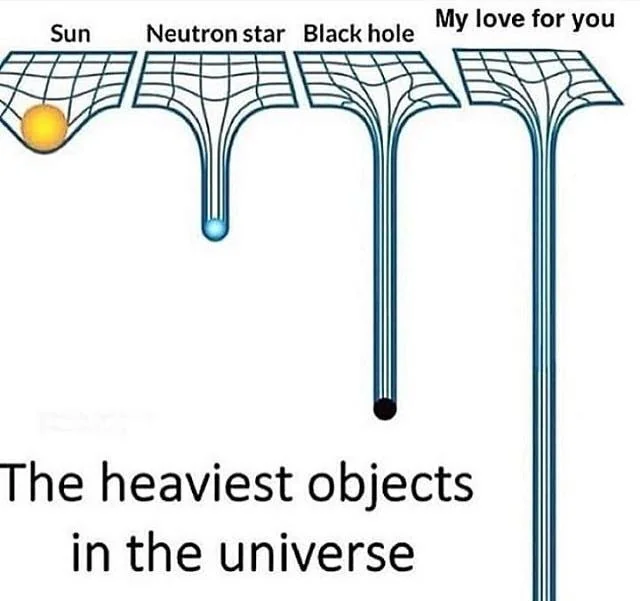 Sun
Neutron star
Black hole
My love for you
The heaviest objects
in the universe